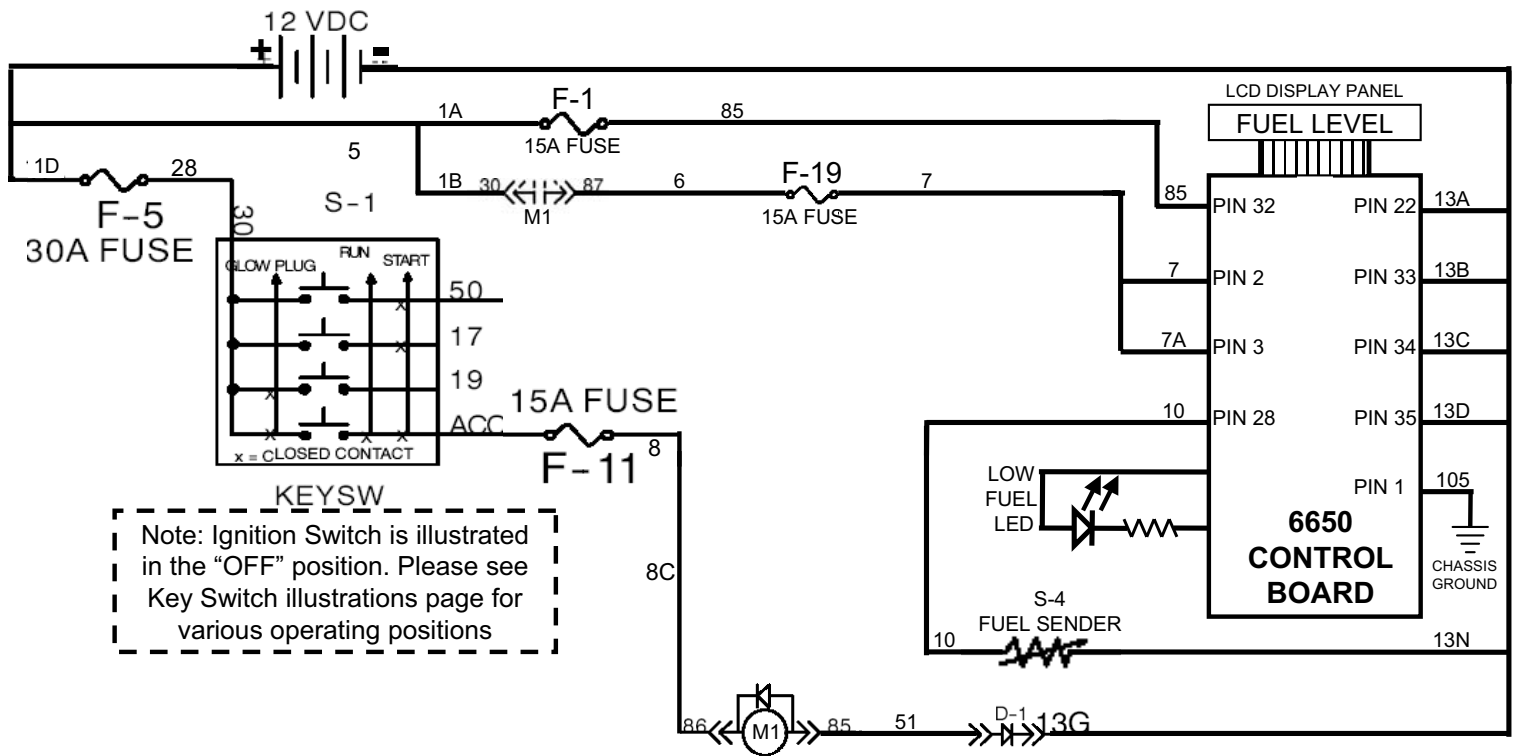 12 VDC
+
-
1A
F-1
15A FUSE
85
LCD DISPLAY PANEL
FUEL LEVEL
1D
28
F-5
30A FUSE
5
S-1
1B
30
M1
87
6
F-19
15A FUSE
7
30
GLOW PLUG
RUN
START
50
17
19
ACC
x = CLOSED CONTACT
KEYSW
15A FUSE
F-11
8
8C
85
PIN 32
PIN 22
13A
7
PIN 2
PIN 33
13B
7A
PIN 3
PIN 34
13C
10
PIN 28
PIN 35
13D
PIN 1
105
LOW
FUEL
LED
6650
CONTROL
BOARD
CHASSIS
GROUND
S-4
FUEL SENDER
10
13N
Note: Ignition Switch is illustrated
in the “OFF” position. Please see
Key Switch illustrations page for
various operating positions
86
M1
85
51
D-1
13G